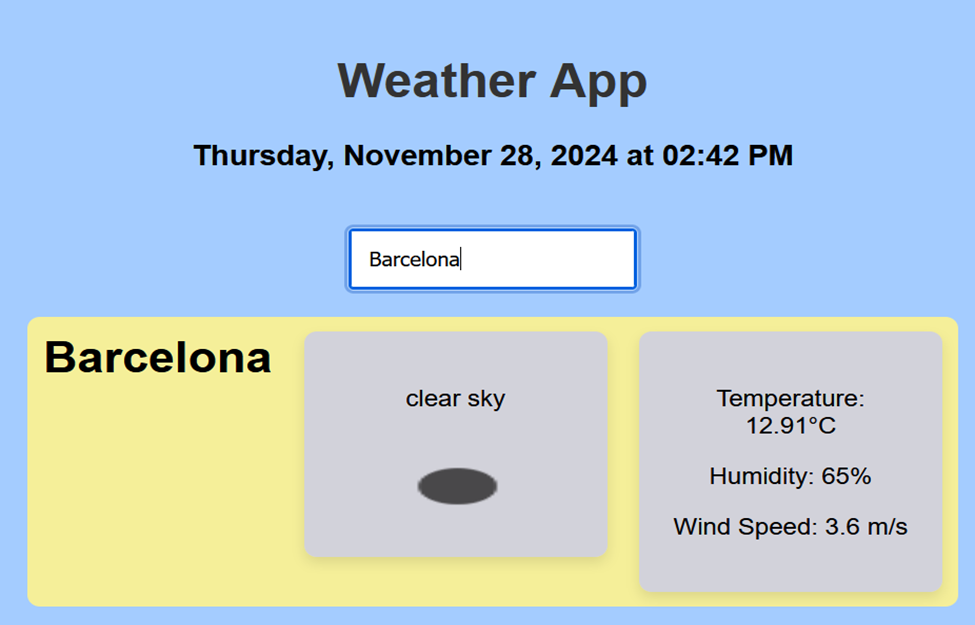 Weather App
Thursday, November 28, 2024 at 02:42 PM
Barcelona
Barcelona
clear sky
Temperature:
12.91°C
Humidity: 65%
Wind Speed: 3.6 m/s